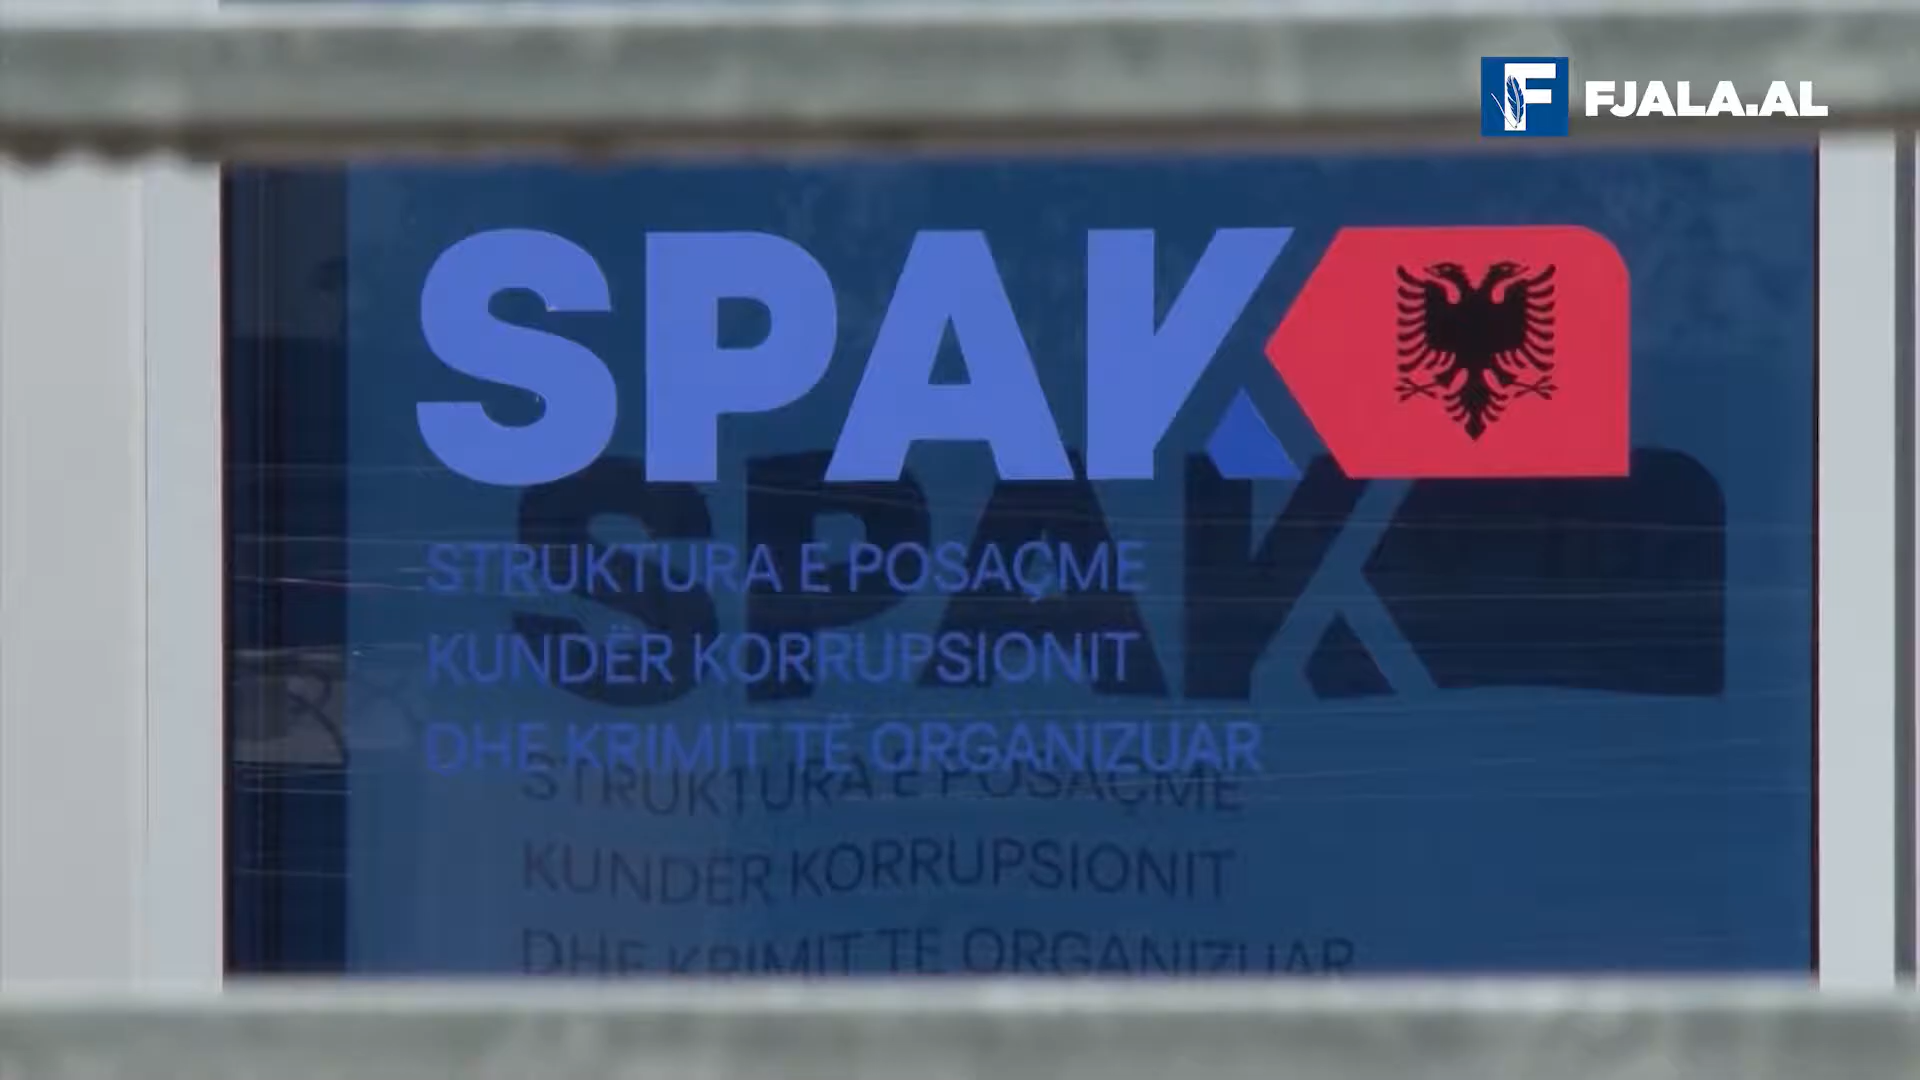 FJALA.AL
SPAK
STRUKTURA E POSAÇME
KUNDËR KORRUPSIONIT
DHE KRIMIT TË ORGANIZUAR
SPAK
STRUKTURA E POSAÇME
KUNDËR KORRUPSIONIT
DHE KRIMIT TË ORGANIZUAR